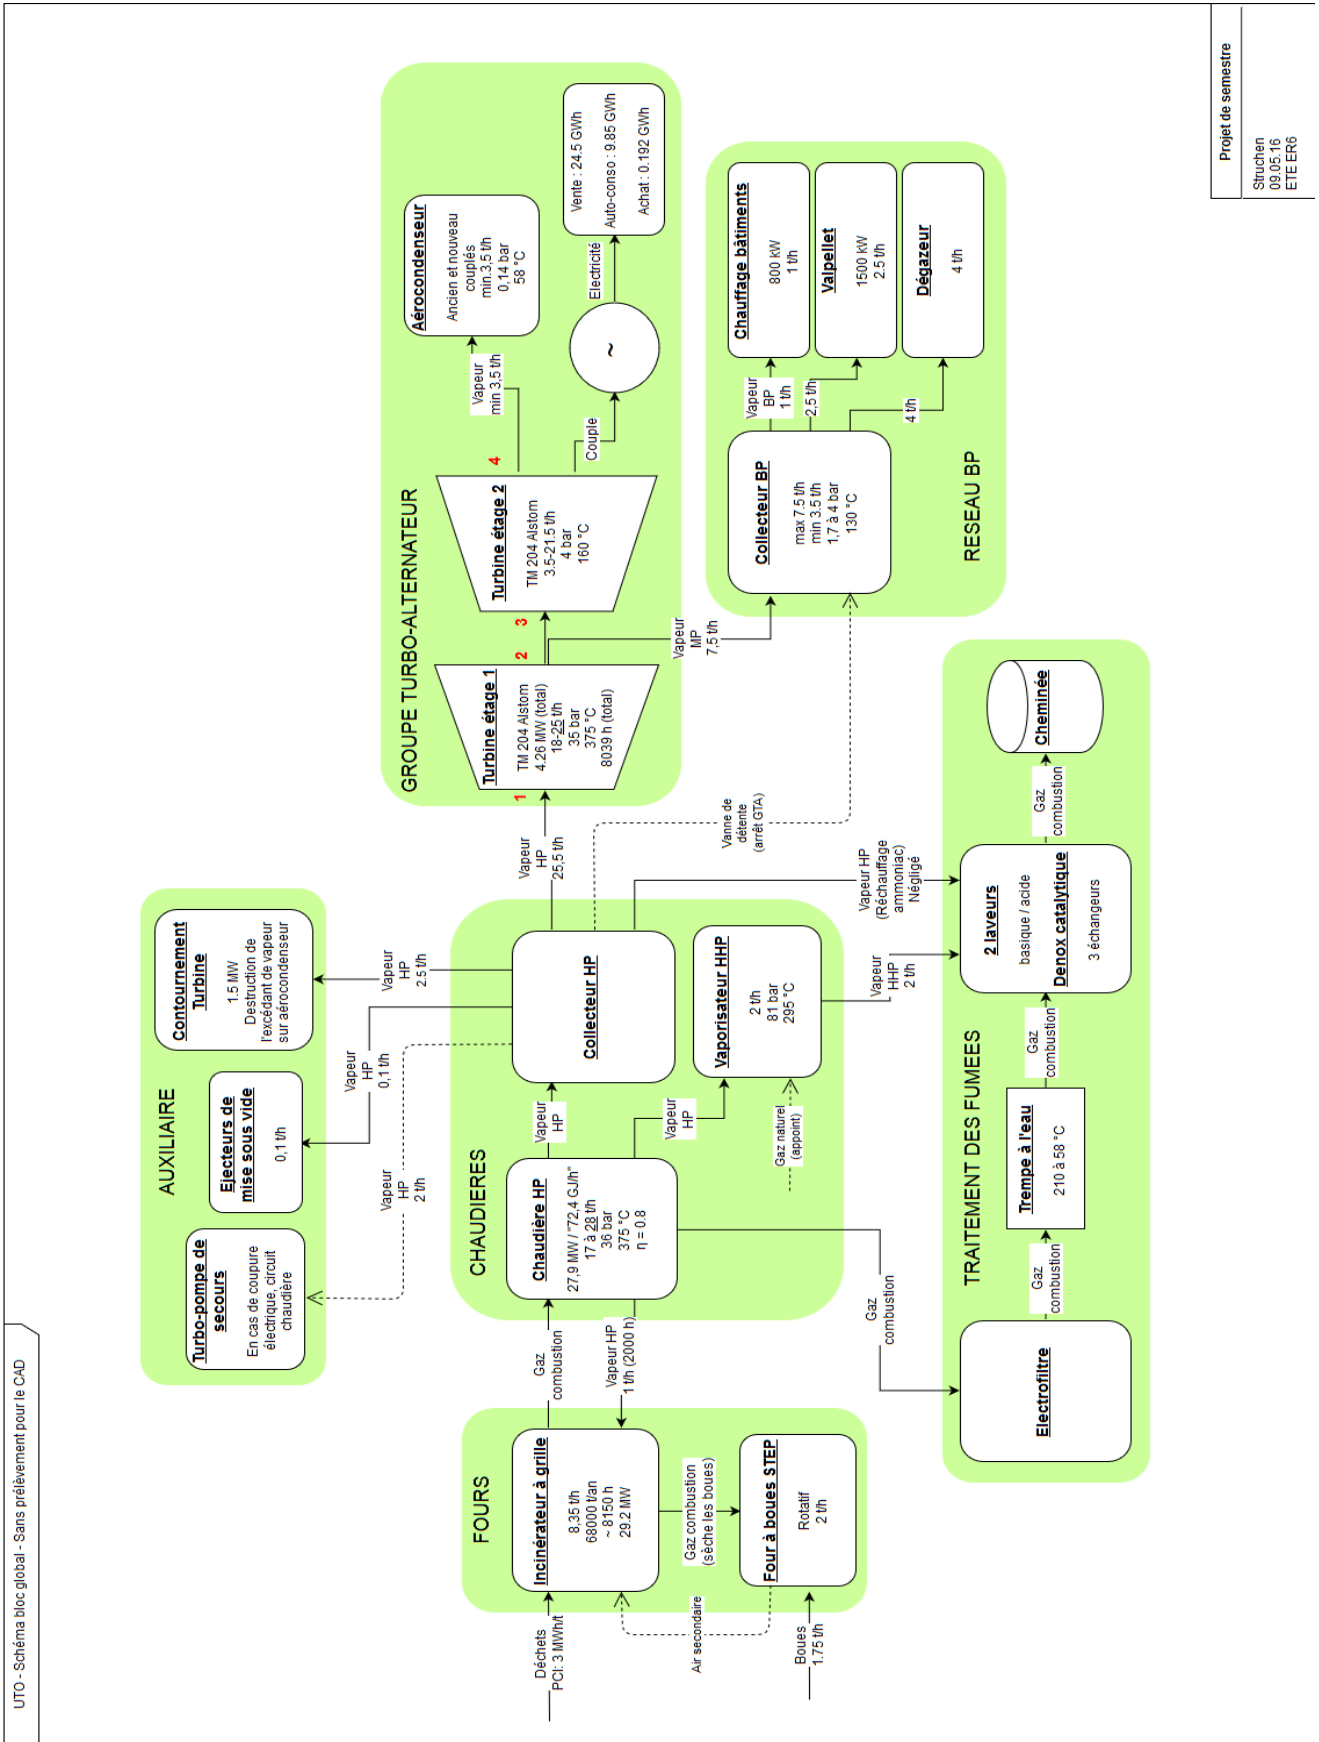 UTO - Schéma bloc global - Sans prélèvement pour le CAD
AUXILIAIRE
Turbo-pompe de
secours
En cas de coupure
électrique, circuit
chaudière
Ejecteurs de
mise sous vide
0,1 t/h
Contournement
Turbine
1.5 MW
Destruction de
l'excédant de vapeur
sur aérocondenseur
Vapeur
HP
2 t/h
Vapeur
HP
0,1 t/h
Vapeur
HP
2.5 t/h
FOURS
Déchets
PCI: 3 MWh/t
Incinérateur à grille
8,35 t/h
68000 t/an
~ 8150 h
29.2 MW
Gaz combustion
(sèche les boues)
Air secondaire
Boues
1.75 t/h
Four à boues STEP
Rotatif
2 t/h
Gaz
combustion
Vapeur HP
1 t/h (2000 h)
CHAUDIERES
Chaudière HP
27,9 MW / "72,4 GJ/h"
17 à 28 t/h
36 bar
375 °C
η = 0.8
Vapeur
HP
Vapeur
HP
Collecteur HP
Vaporisateur HHP
2 t/h
81 bar
295 °C
Gaz naturel
(appoint)
Gaz
combustion
Vapeur
HP
25,5 t/h
Vanne de
détente
(arrêt GTA)
Vapeur HP
(Réchauffage
ammoniac)
Négligé
Vapeur
HHP
2 t/h
GROUPE TURBO-ALTERNATEUR
1
Turbine étage 1
TM 204 Alstom
4.26 MW (total)
18-25 t/h
35 bar
375 °C
8039 h (total)
2
3
Turbine étage 2
TM 204 Alstom
3.5-21.5 t/h
4 bar
160 °C
4
Vapeur
min 3,5 t/h
Couple
Aérocondenseur
Ancien et nouveau
couplés
min.3,5 t/h
0,14 bar
58 °C
~
Electricité
Vente : 24.5 GWh
Auto-conso : 9.85 GWh
Achat : 0.192 GWh
Vapeur
MP
7,5 t/h
RESEAU BP
Collecteur BP
max 7.5 t/h
min 3.5 t/h
1,7 à 4 bar
130 °C
Vapeur
BP
1 t/h
2,5 t/h
4 t/h
Chauffage bâtiments
800 kW
1 t/h
Valpellet
1500 kW
2.5 t/h
Dégazeur
4 t/h
TRAITEMENT DES FUMEES
Electrofiltre
Gaz
combustion
Trempe à l'eau
210 à 58 °C
Gaz
combustion
2 laveurs
basique / acide
Denox catalytique
3 échangeurs
Gaz
combustion
Cheminée
Projet de semestre
Struchen
09.05.16
ETE ER6